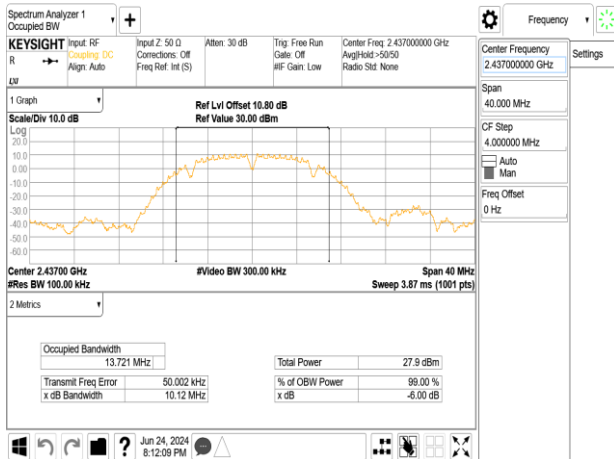 Spectrum Analyzer 1
Occupied BW
Frequency
KEYSIGHT
Input: RF
Input Z: 50 Ω
Atten: 30 dB
Trig: Free Run
Center Freq: 2.437000000 GHz
R
Coupling: DC
Corrections: Off
Gate: Off
Avg|Hold:>50/50
Align: Auto
Freq Ref: Int (S)
#IF Gain: Low
Radio Std: None
LXI
Center Frequency
2.437000000 GHz
Settings
Span
40.000 MHz
CF Step
4.000000 MHz
Auto
Man
Freq Offset
0 Hz
1 Graph
Ref Lvl Offset 10.80 dB
Scale/Div 10.0 dB
Ref Value 30.00 dBm
Log
20.0
10.0
0.00
-10.0
-20.0
-30.0
-40.0
-50.0
-60.0
Center 2.43700 GHz
#Video BW 300.00 kHz
Span 40 MHz
#Res BW 100.00 kHz
Sweep 3.87 ms (1001 pts)
2 Metrics
Occupied Bandwidth
13.721 MHz
Total Power
27.9 dBm
Transmit Freq Error
50.002 kHz
% of OBW Power
99.00 %
x dB Bandwidth
10.12 MHz
x dB
-6.00 dB
?
Jun 24, 2024
8:12:09 PM